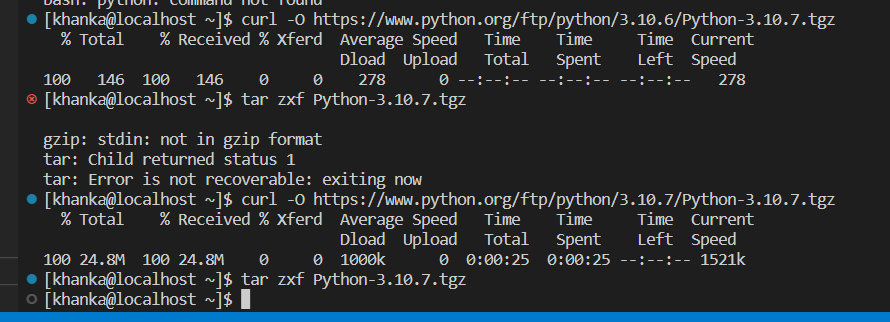 bash: python: command not found
[khanka@localhost ~]$ curl -O https://www.python.org/ftp/python/3.10.6/Python-3.10.7.tgz
% Total % Received % Xferd Average Speed Time Time Time Current
Dload Upload Total Spent Left Speed
100 146 100 146 0 0 278 0 --:--:-- --:--:-- --:--:-- 278
[khanka@localhost ~]$ tar zxf Python-3.10.7.tgz
gzip: stdin: not in gzip format
tar: Child returned status 1
tar: Error is not recoverable: exiting now
[khanka@localhost ~]$ curl -O https://www.python.org/ftp/python/3.10.7/Python-3.10.7.tgz
% Total % Received % Xferd Average Speed Time Time Time Current
Dload Upload Total Spent Left Speed
100 24.8M 100 24.8M 0 0 1000k 0 0:00:25 0:00:25 --:--:-- 1521k
[khanka@localhost ~]$ tar zxf Python-3.10.7.tgz
[khanka@localhost ~]$